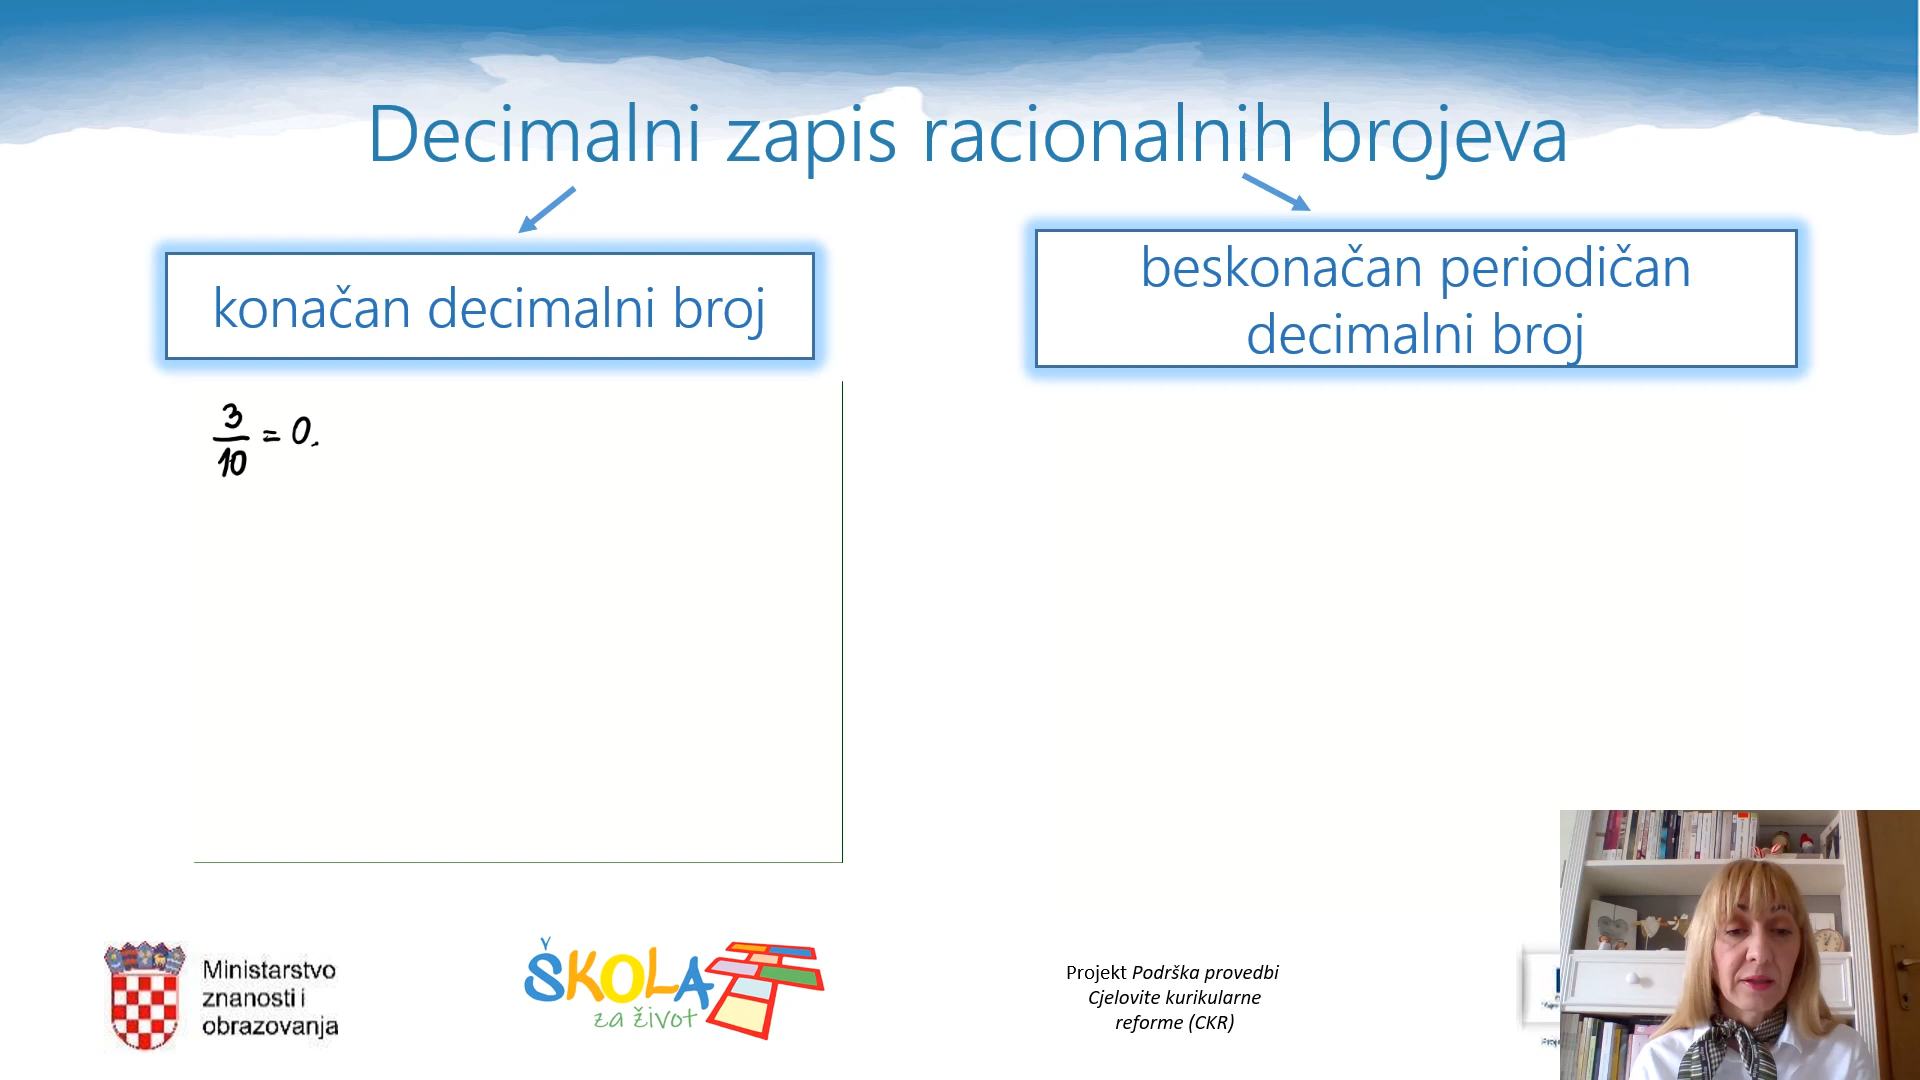 Decimalni zapis racionalnih brojeva
konačan decimalni broj
beskonačan periodičan
decimalni broj
3/10 = 0.
Ministarstvo
znanosti i
obrazovanja
ŠKOLA
za život
Projekt Podrška provedbi
Cjelovite kurikularne
reforme (CKR)